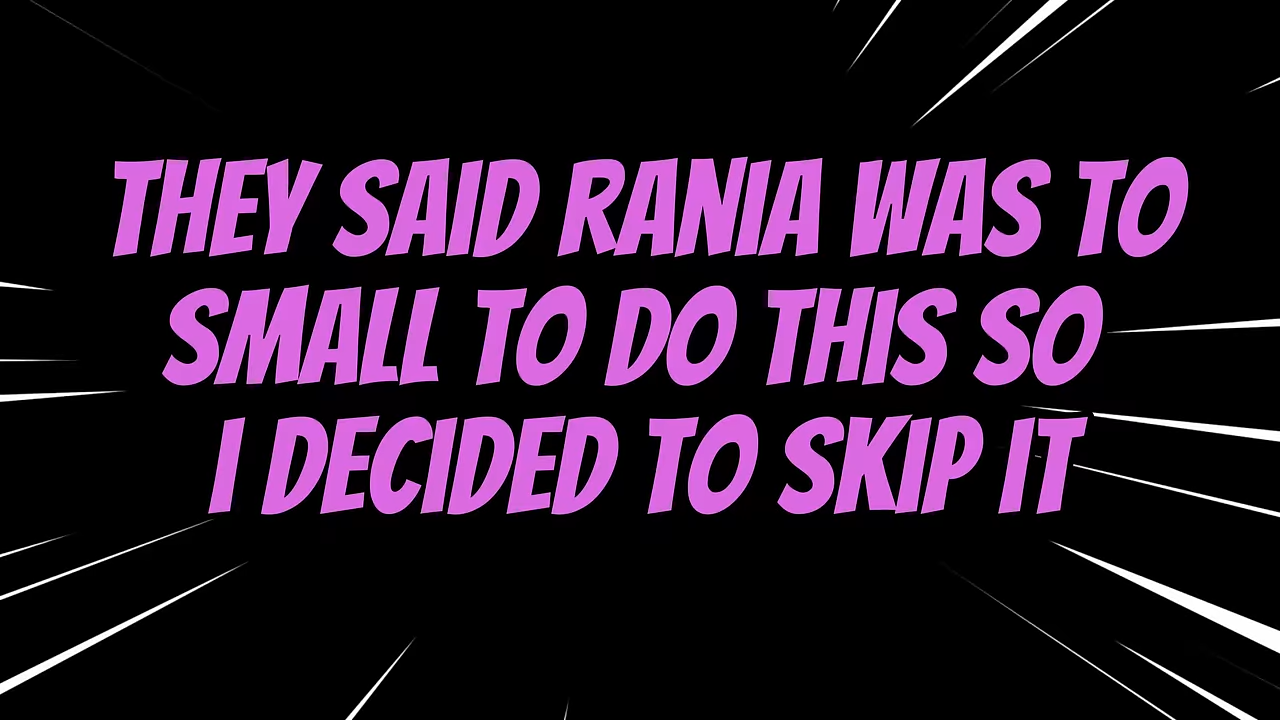 THEY SAID RANIA WAS TO
SMALL TO DO THIS SO
I DECIDED TO SKIP IT